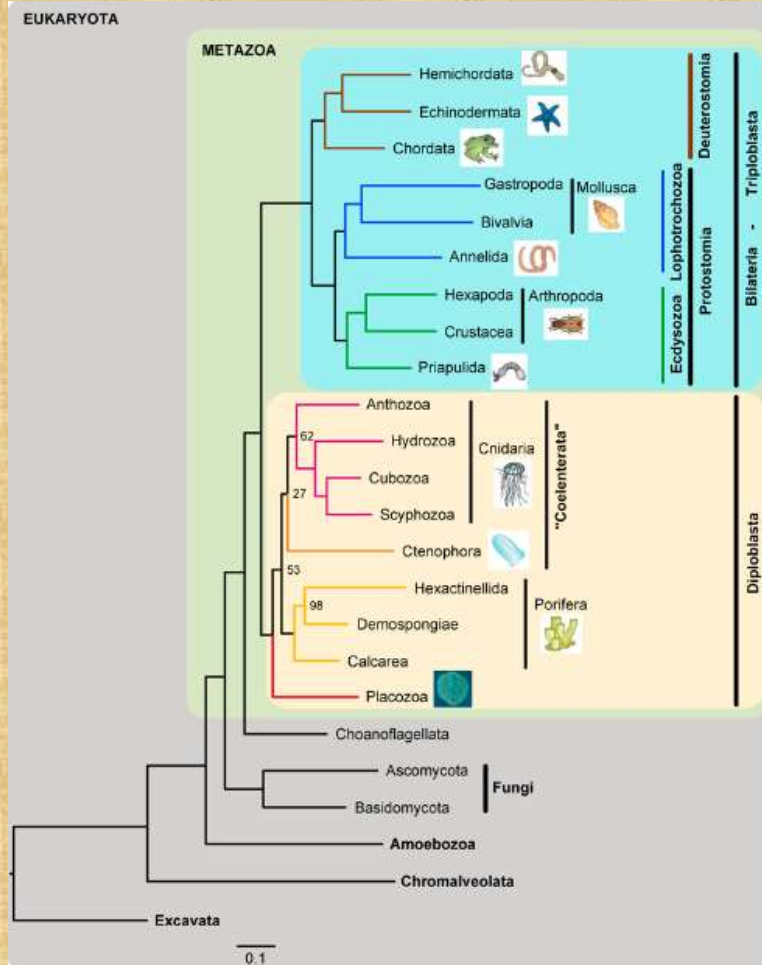 EUKARYOTA
METAZOA
Hemichordata
Echinodermata
Chordata
Deuterostomia
Gastropoda
Mollusca
Bivalvia
Annelida
Lophotrochozoa
Hexapoda
Arthropoda
Crustacea
Priapulida
Ecdysozoa
Protostomia
Bilateria - Triploblasta
Anthozoa
62
Hydrozoa
Cnidaria
Cubozoa
27
Scyphozoa
"Coelenterata"
Ctenophora
53
Hexactinellida
98
Porifera
Demospongiae
Calcarea
Placozoa
Diploblasta
Choanoflagellata
Ascomycota
Fungi
Basidomycota
Amoebozoa
Chromalveolata
Excavata
0.1